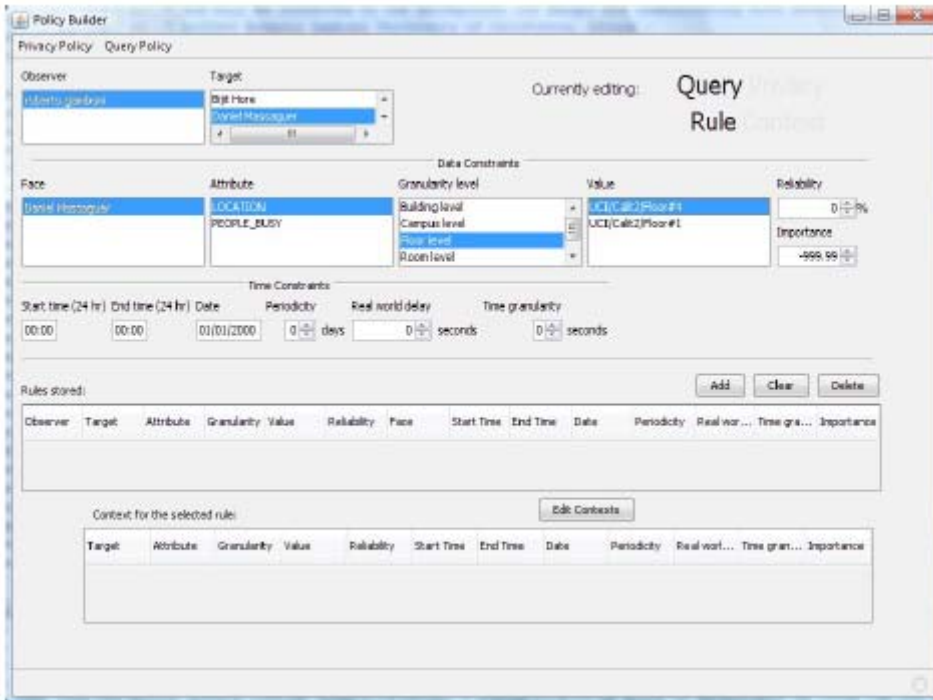 Policy Builder
Privacy Policy Query Policy
Observer Target
Bijit Hore
Daniel Massaguer
Currently editing: Query Privacy
Rule Context
Data Constraints
Face Attribute Granularity level Value Reliability
Daniel Massaguer LOCATION Building level UCI/Calit2/Floor#4 0 %
PEOPLE_BUSY Campus level UCI/Calit2/Floor#1
Floor level Importance
Room level -999.99
Time Constraints
Start time (24 hr) End time (24 hr) Date Periodicity Real world delay Time granularity
00:00 00:00 01/01/2000 0 days 0 seconds 0 seconds
Rules stored: Add Clear Delete
Observer Target Attribute Granularity Value Reliability Face Start Time End Time Date Periodicity Real wor... Time gra... Importance
Context for the selected rule: Edit Contexts
Target Attribute Granularity Value Reliability Start Time End Time Date Periodicity Real worl... Time gran... Importance